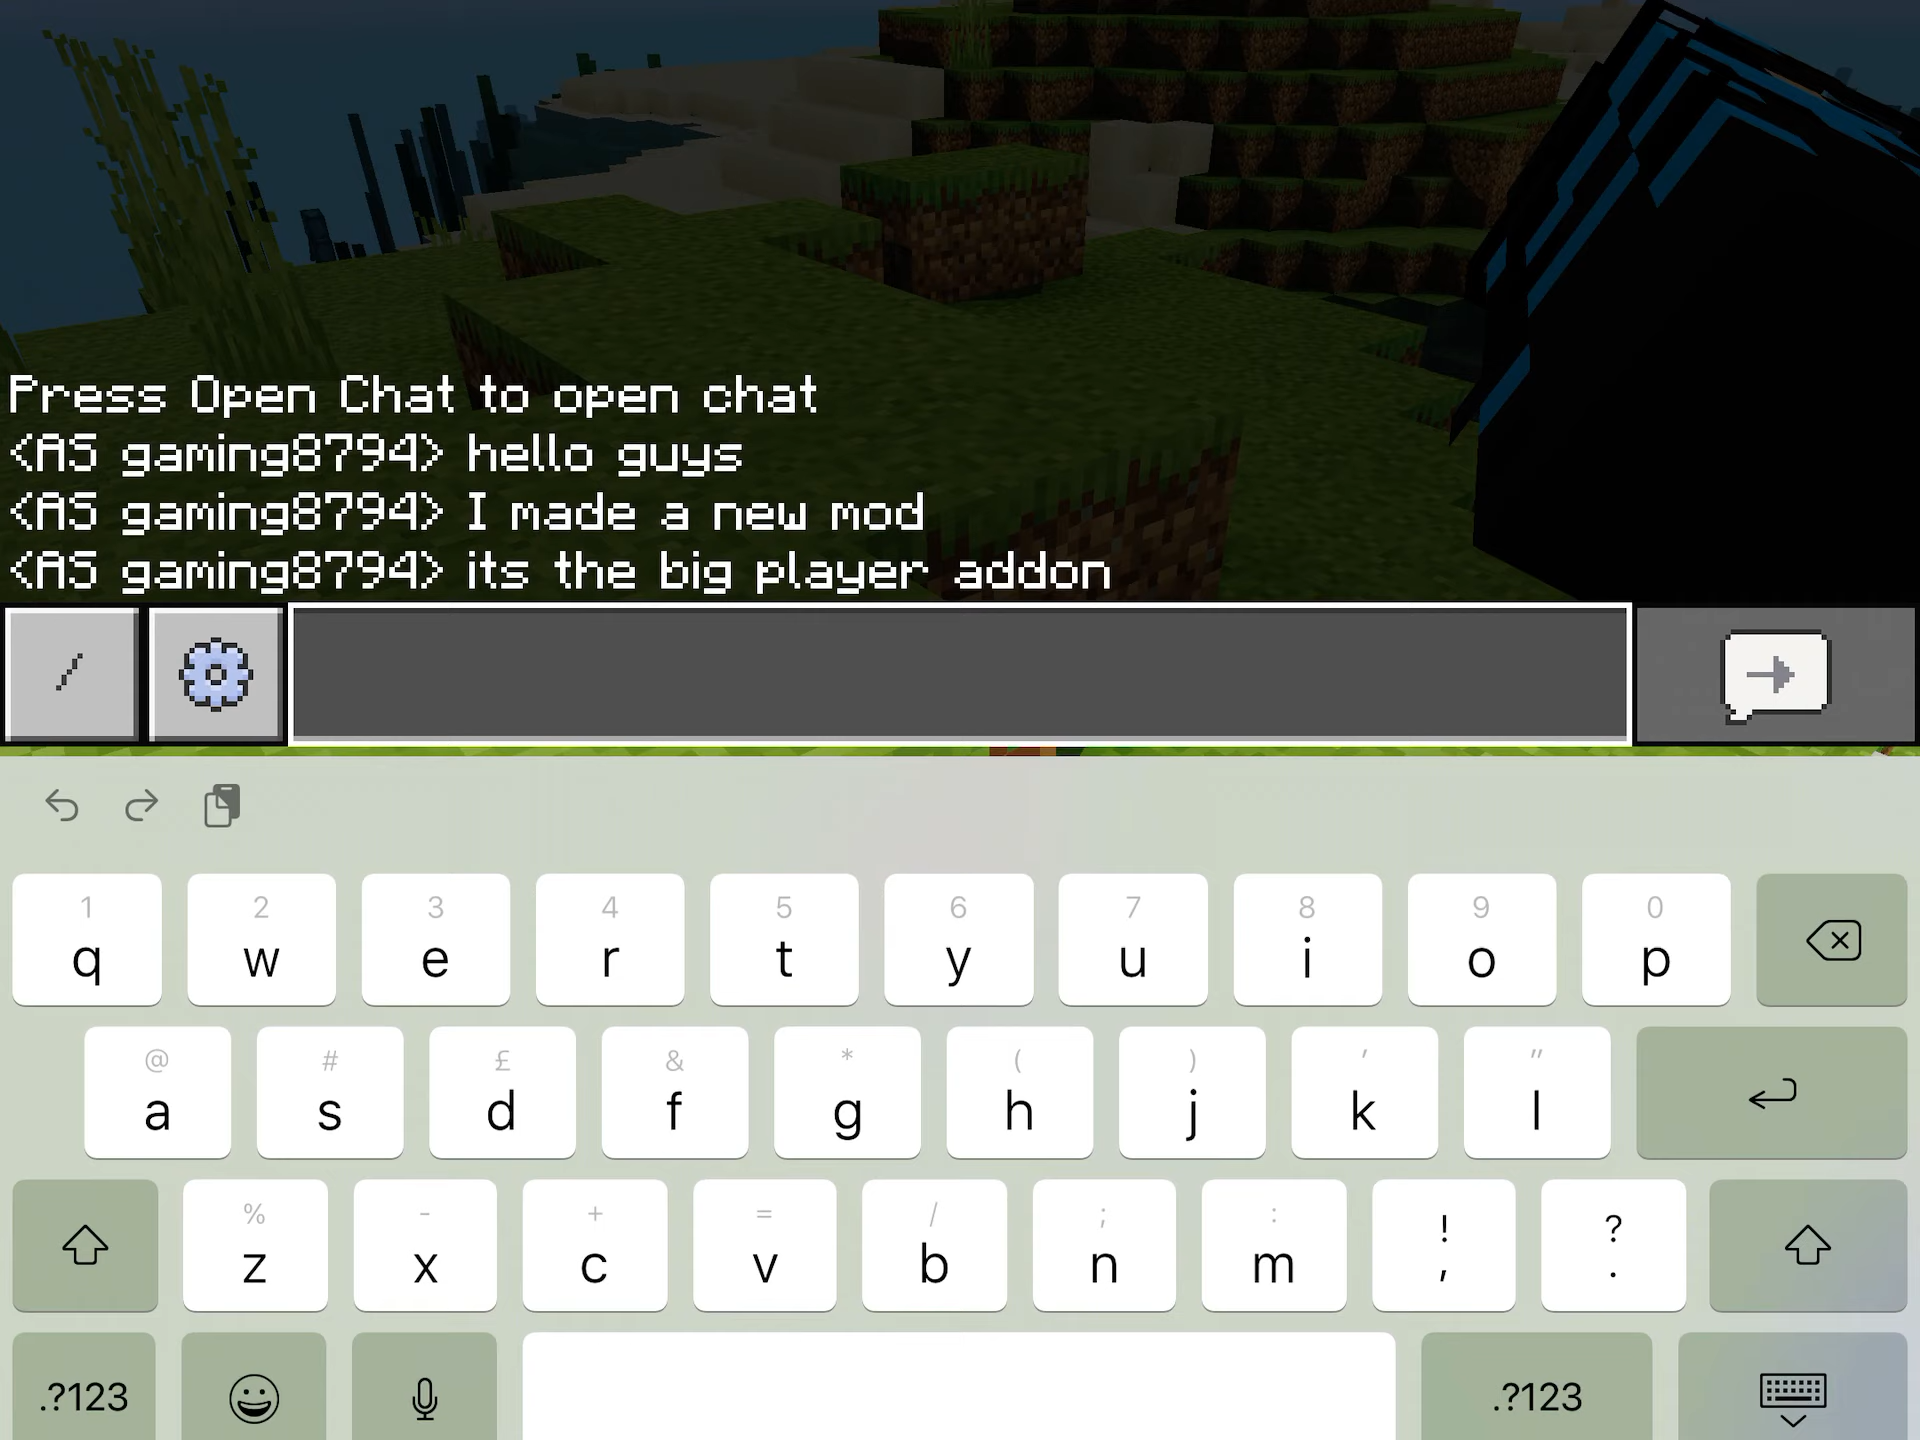 Press Open Chat to open chat
<AS gaming8794> hello guys
<AS gaming8794> I made a new mod
<AS gaming8794> its the big player addon
/
1 2 3 4 5 6 7 8 9 0
q w e r t y u i o p
@ # £ & * ( ) ' "
a s d f g h j k l
% - + = / ; : ! ?
z x c v b n m , .
.?123 .?123